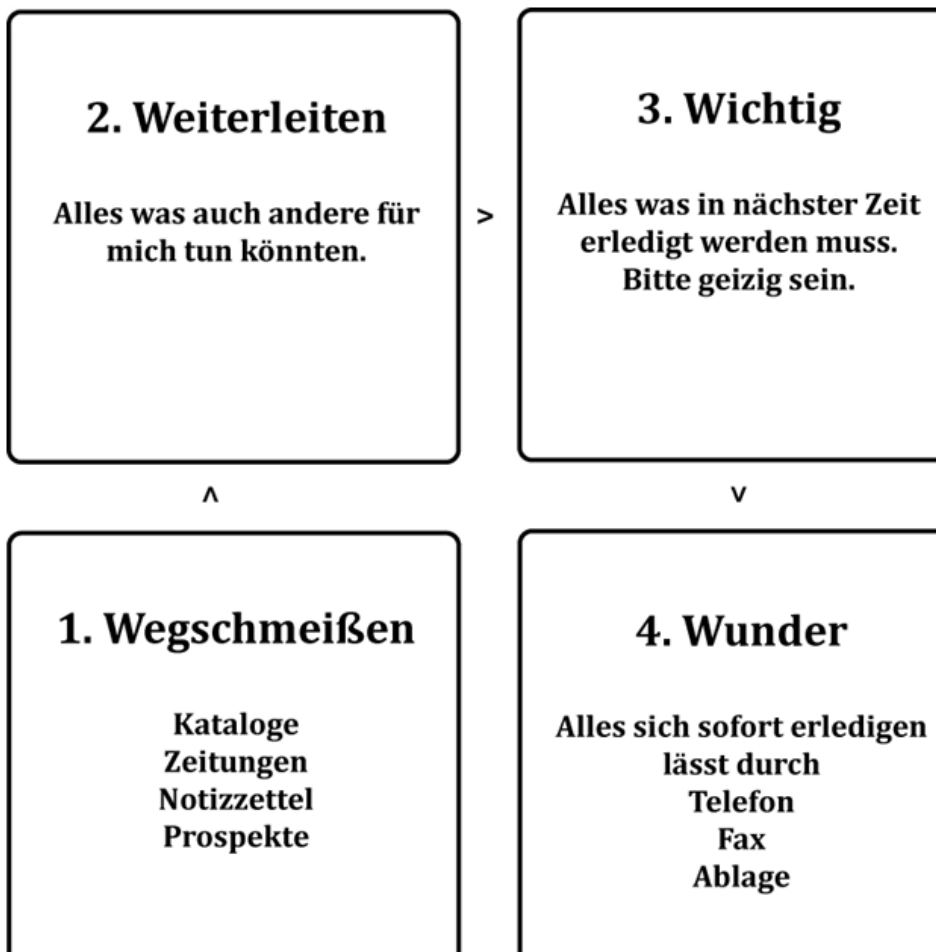 2. Weiterleiten
Alles was auch andere für
mich tun könnten.
>
3. Wichtig
Alles was in nächster Zeit
erledigt werden muss.
Bitte geizig sein.
^
v
1. Wegschmeißen
Kataloge
Zeitungen
Notizzettel
Prospekte
4. Wunder
Alles sich sofort erledigen
lässt durch
Telefon
Fax
Ablage